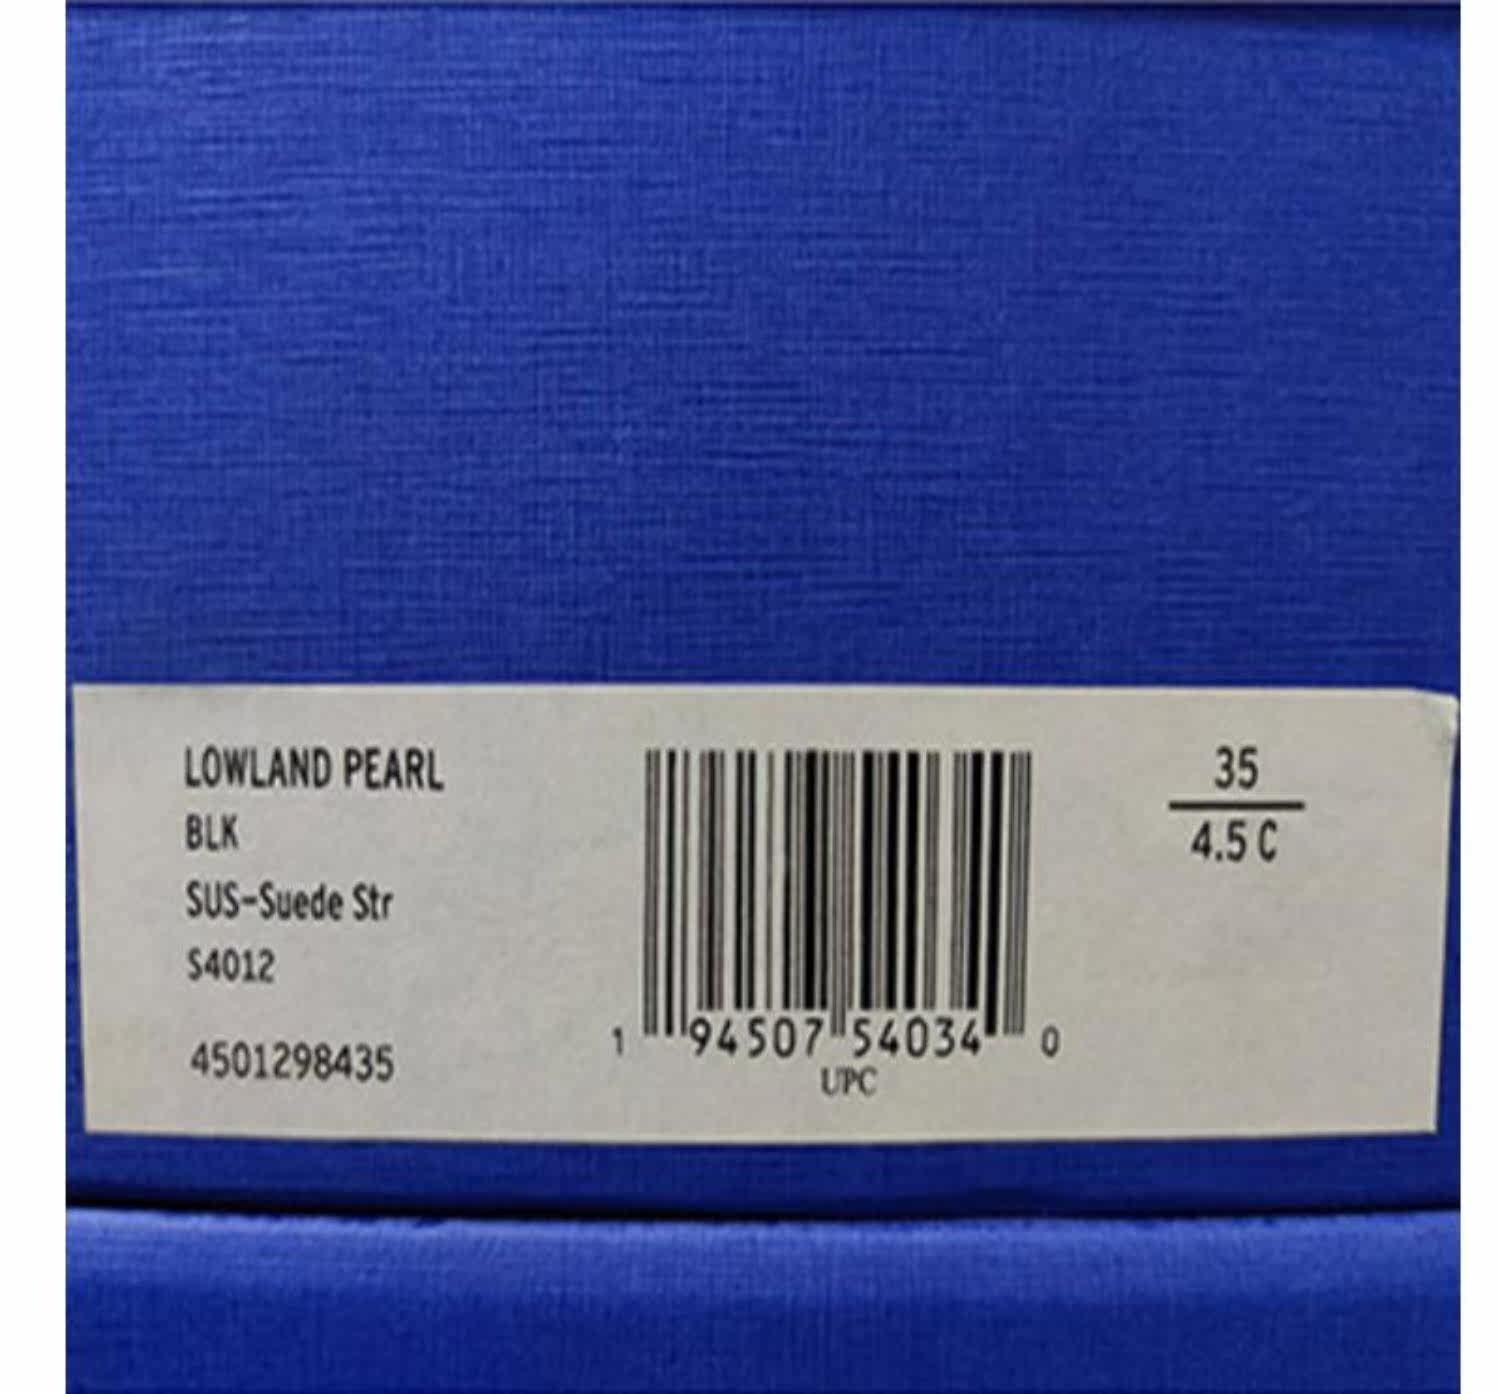 LOWLAND PEARL
BLK
SUS-Suede Str
S4012
4501298435
1 94507 54034 0
UPC
35
4.5 C